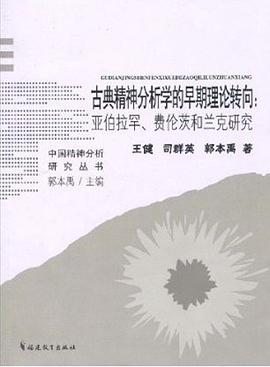 GUDIANJINGSHENFENXIXUEDEZAOQILILUNZHUANXIANG
古典精神分析学的早期理论转向:
亚伯拉罕、费伦茨和兰克研究
王健 司群英 郭本禹 著
中国精神分析
研究丛书
郭本禹 / 主编
福建教育出版社